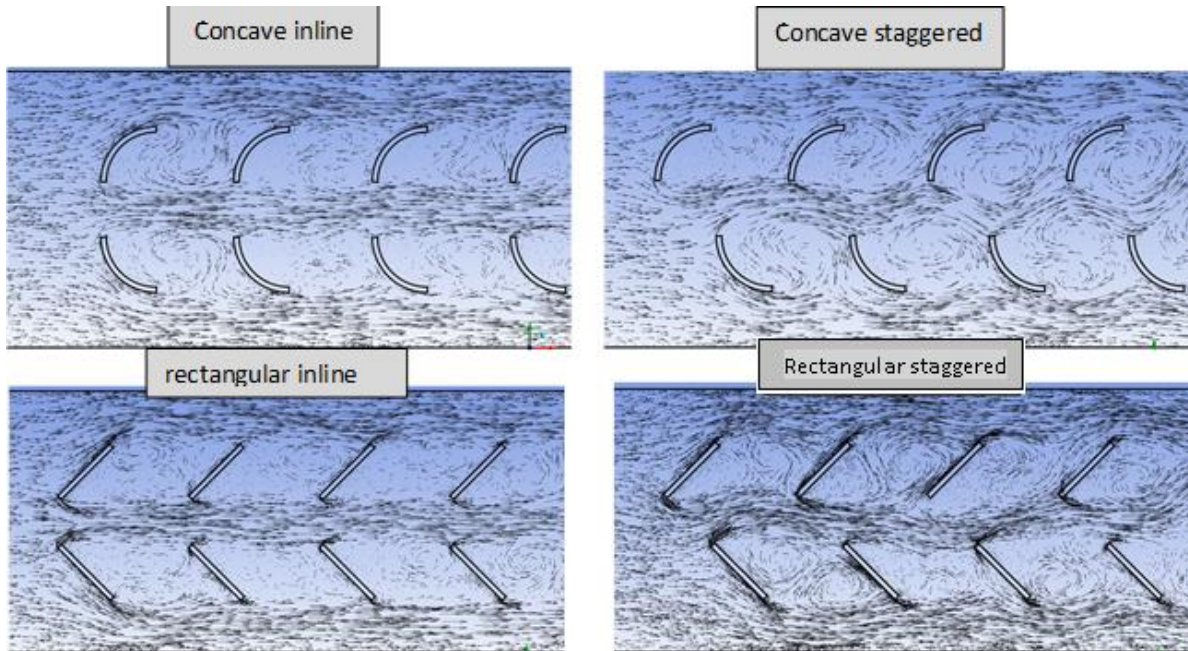 Concave inline
Concave staggered
rectangular inline
Rectangular staggered